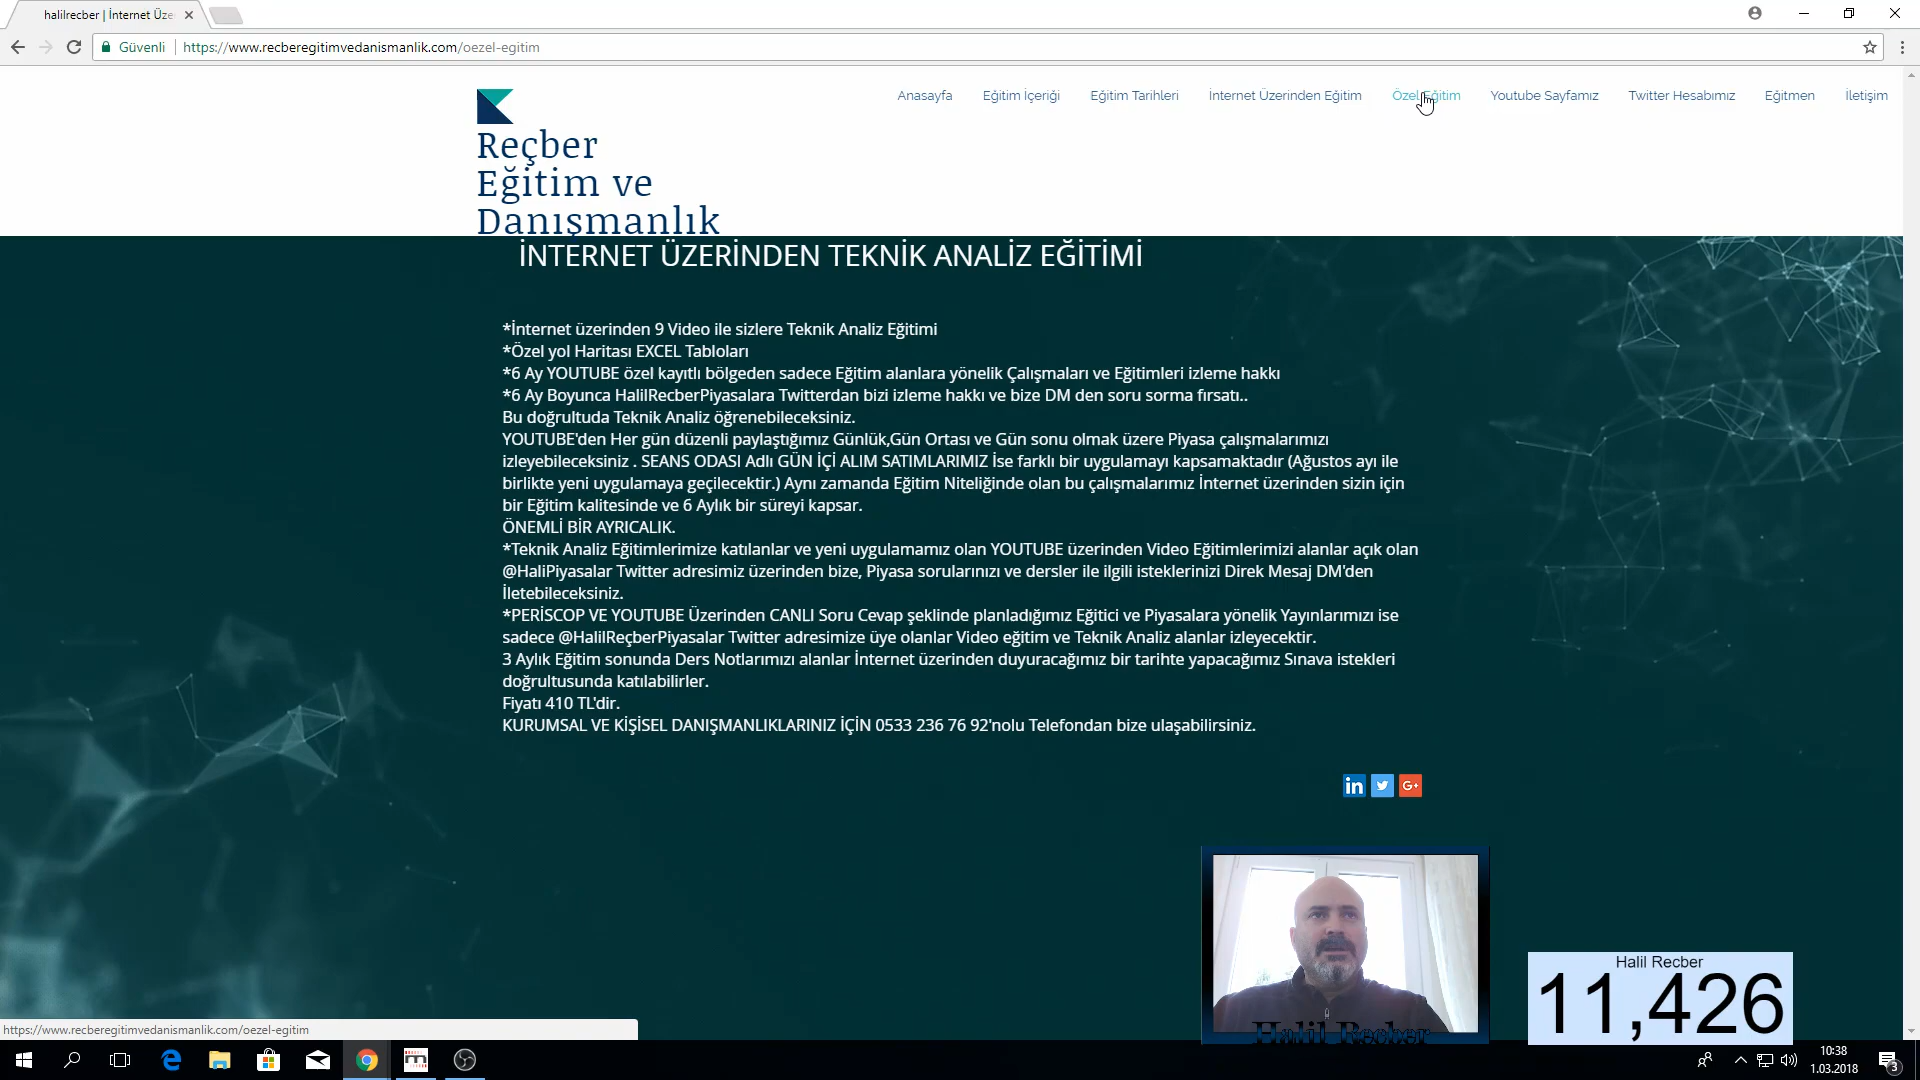 halilrecber | İnternet Üze
Güvenli
https://www.recberegitimvedanismanlik.com/oezel-egitim
Anasayfa
Eğitim İçeriği
Eğitim Tarihleri
İnternet Üzerinden Eğitim
Özel Eğitim
Youtube Sayfamız
Twitter Hesabımız
Eğitmen
İletişim
Reçber
Eğitim ve
Danışmanlık
İNTERNET ÜZERİNDEN TEKNİK ANALİZ EĞİTİMİ
*İnternet üzerinden 9 Video ile sizlere Teknik Analiz Eğitimi
*Özel yol Haritası EXCEL Tabloları
*6 Ay YOUTUBE özel kayıtlı bölgeden sadece Eğitim alanlara yönelik Çalışmaları ve Eğitimleri izleme hakkı
*6 Ay Boyunca HalilRecberPiyasalara Twitterdan bizi izleme hakkı ve bize DM den soru sorma fırsatı..
Bu doğrultuda Teknik Analiz öğrenebileceksiniz.
YOUTUBE'den Her gün düzenli paylaştığımız Günlük,Gün Ortası ve Gün sonu olmak üzere Piyasa çalışmalarımızı
izleyebileceksiniz . SEANS ODASI Adlı GÜN İÇİ ALIM SATIMLARIMIZ İse farklı bir uygulamayı kapsamaktadır (Ağustos ayı ile
birlikte yeni uygulamaya geçilecektir.) Aynı zamanda Eğitim Niteliğinde olan bu çalışmalarımız İnternet üzerinden sizin için
bir Eğitim kalitesinde ve 6 Aylık bir süreyi kapsar.
ÖNEMLİ BİR AYRICALIK.
*Teknik Analiz Eğitimlerimize katılanlar ve yeni uygulamamız olan YOUTUBE üzerinden Video Eğitimlerimizi alanlar açık olan
@HaliPiyasalar Twitter adresimiz üzerinden bize, Piyasa sorularınızı ve dersler ile ilgili isteklerinizi Direk Mesaj DM'den
İletebileceksiniz.
*PERİSCOP VE YOUTUBE Üzerinden CANLI Soru Cevap şeklinde planladığımız Eğitici ve Piyasalara yönelik Yayınlarımızı ise
sadece @HalilReçberPiyasalar Twitter adresimize üye olanlar Video eğitim ve Teknik Analiz alanlar izleyecektir.
3 Aylık Eğitim sonunda Ders Notlarımızı alanlar İnternet üzerinden duyuracağımız bir tarihte yapacağımız Sınava istekleri
doğrultusunda katılabilirler.
Fiyatı 410 TL'dir.
KURUMSAL VE KİŞİSEL DANIŞMANLIKLARINIZ İÇİN 0533 236 76 92'nolu Telefondan bize ulaşabilirsiniz.
in
G+
Halil Recber
Halil Recber
11,426
https://www.recberegitimvedanismanlik.com/oezel-egitim
10:38
1.03.2018
3